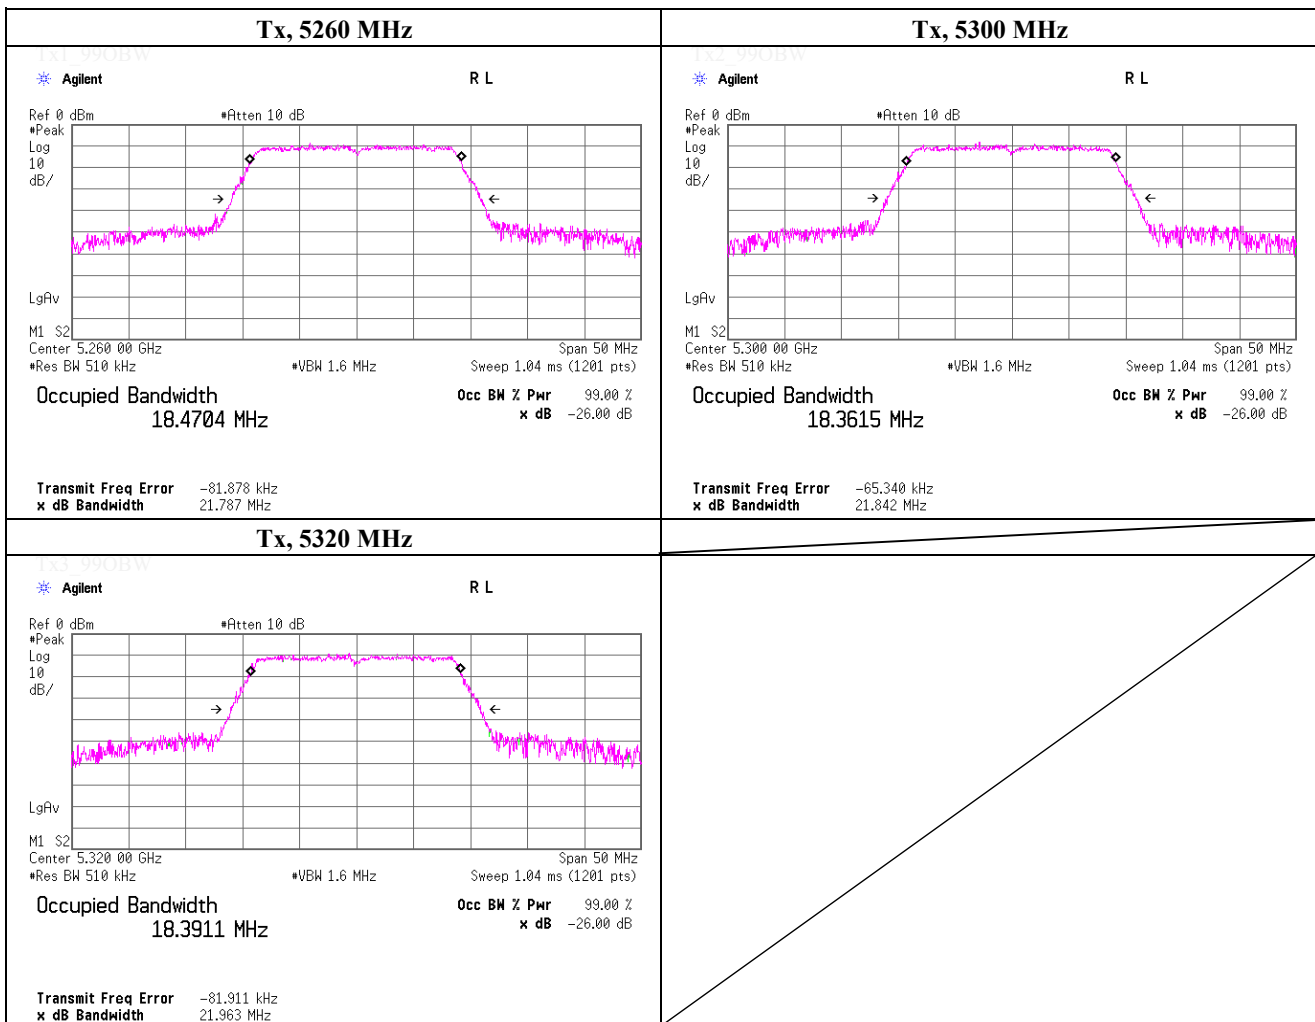 Tx, 5260 MHz
Tx1_99OBW
Agilent R L
Ref 0 dBm #Atten 10 dB
#Peak
Log
10
dB/
LgAv
M1 S2
Center 5.260 00 GHz Span 50 MHz
#Res BW 510 kHz #VBW 1.6 MHz Sweep 1.04 ms (1201 pts)
Occupied Bandwidth Occ BW % Pwr 99.00 %
18.4704 MHz x dB -26.00 dB
Transmit Freq Error -81.878 kHz
x dB Bandwidth 21.787 MHz
Tx, 5300 MHz
Tx2_99OBW
Agilent R L
Ref 0 dBm #Atten 10 dB
#Peak
Log
10
dB/
LgAv
M1 S2
Center 5.300 00 GHz Span 50 MHz
#Res BW 510 kHz #VBW 1.6 MHz Sweep 1.04 ms (1201 pts)
Occupied Bandwidth Occ BW % Pwr 99.00 %
18.3615 MHz x dB -26.00 dB
Transmit Freq Error -65.340 kHz
x dB Bandwidth 21.842 MHz
Tx, 5320 MHz
Tx3_99OBW
Agilent R L
Ref 0 dBm #Atten 10 dB
#Peak
Log
10
dB/
LgAv
M1 S2
Center 5.320 00 GHz Span 50 MHz
#Res BW 510 kHz #VBW 1.6 MHz Sweep 1.04 ms (1201 pts)
Occupied Bandwidth Occ BW % Pwr 99.00 %
18.3911 MHz x dB -26.00 dB
Transmit Freq Error -81.911 kHz
x dB Bandwidth 21.963 MHz